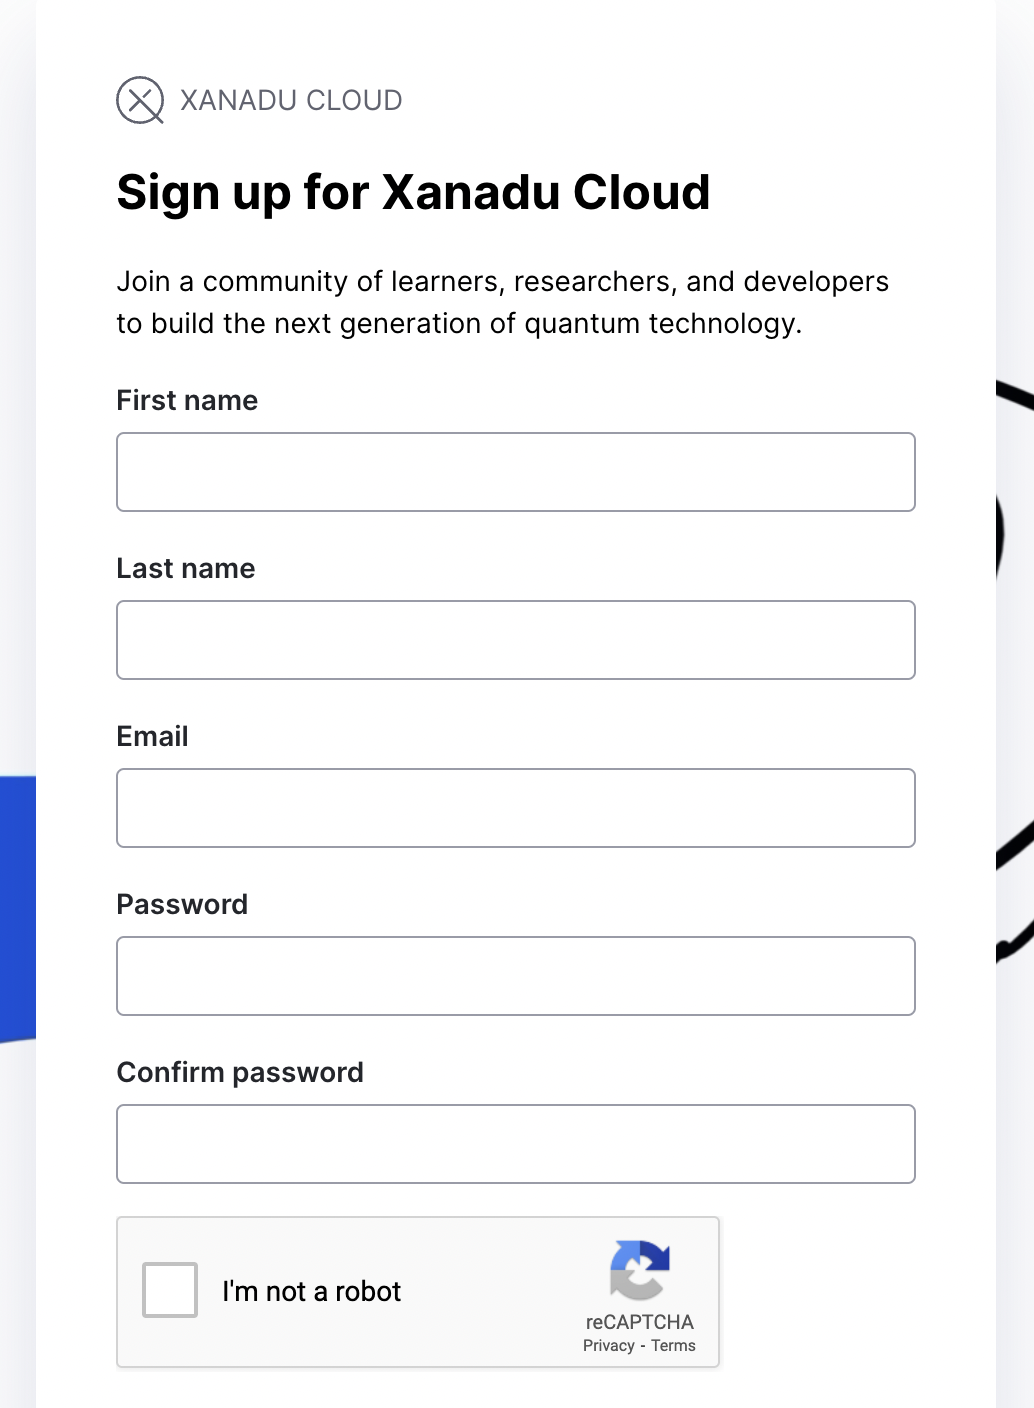 XANADU CLOUD
Sign up for Xanadu Cloud
Join a community of learners, researchers, and developers
to build the next generation of quantum technology.
First name
Last name
Email
Password
Confirm password
I'm not a robot
reCAPTCHA
Privacy - Terms